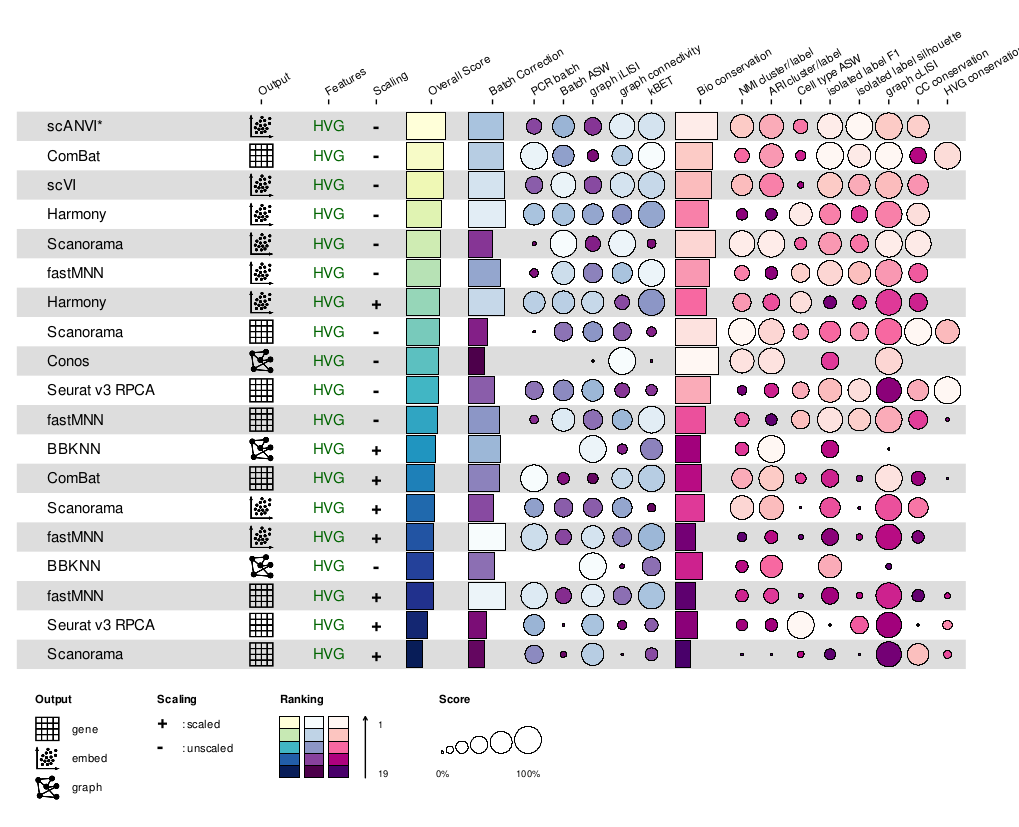 Output Features Scaling Overall Score Batch Correction PCR batch Batch ASW graph iLISI graph connectivity kBET Bio conservation NMI cluster/label ARI cluster/label Cell type ASW isolated label F1 isolated label silhouette graph cLISI CC conservation HVG conservatio
scANVI* HVG -
ComBat HVG -
scVI HVG -
Harmony HVG -
Scanorama HVG -
fastMNN HVG -
Harmony HVG +
Scanorama HVG -
Conos HVG -
Seurat v3 RPCA HVG -
fastMNN HVG -
BBKNN HVG +
ComBat HVG +
Scanorama HVG +
fastMNN HVG +
BBKNN HVG -
fastMNN HVG +
Seurat v3 RPCA HVG +
Scanorama HVG +
Output Scaling Ranking Score
gene + : scaled 1
embed - : unscaled
graph 19 0% 100%